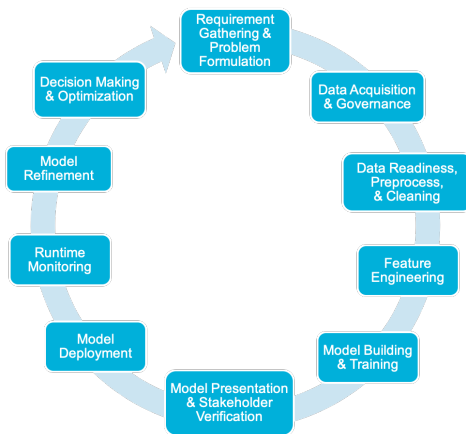 Requirement
Gathering &
Problem
Formulation
Data Acquisition
& Governance
Data Readiness,
Preprocess,
& Cleaning
Feature
Engineering
Model Building
& Training
Model Presentation
& Stakeholder
Verification
Model
Deployment
Runtime
Monitoring
Model
Refinement
Decision Making
& Optimization